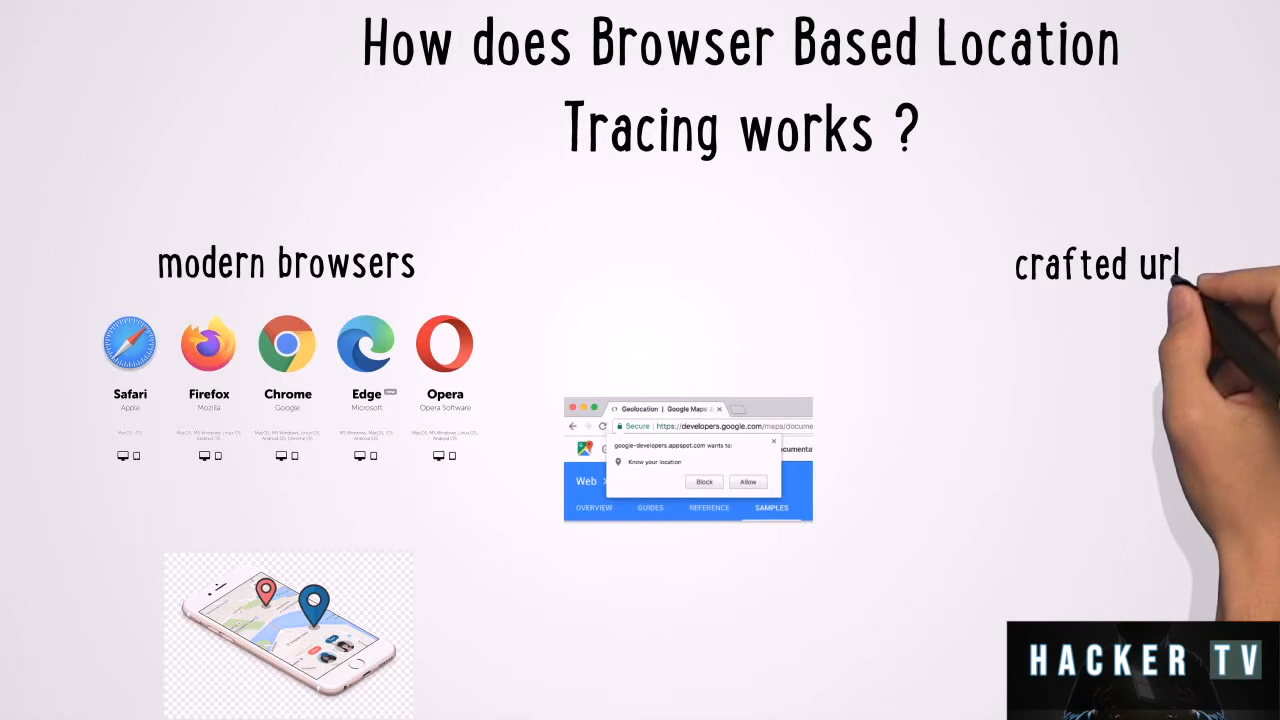 How does Browser Based Location
Tracing works ?
modern browsers
crafted url
Safari
Firefox
Chrome
Edge
Opera
Apple
Mozilla
Google
Microsoft
Opera Software
Geolocation | Google Maps
Secure | https://developers.google.com/maps/docume
google-developers.appspot.com wants to:
Know your location
Block
Allow
Web
OVERVIEW
GUIDES
REFERENCE
SAMPLES
HACKER TV